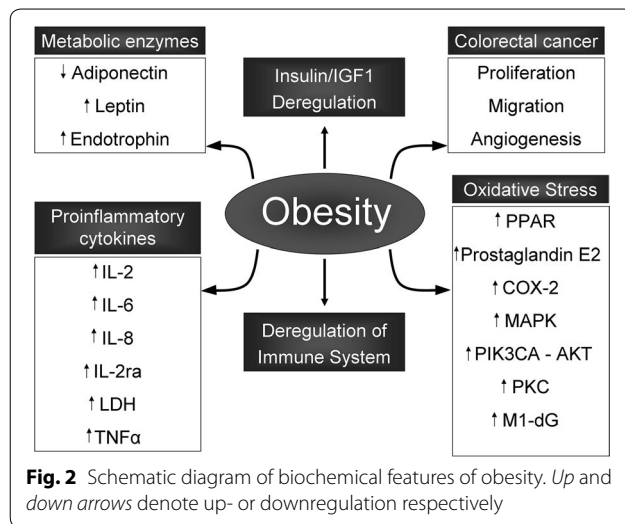 Metabolic enzymes
↓ Adiponectin
↑ Leptin
↑ Endotrophin
Insulin/IGF1
Deregulation
Colorectal cancer
Proliferation
Migration
Angiogenesis
Obesity
Proinflammatory
cytokines
↑ IL-2
↑ IL-6
↑ IL-8
↑ IL-2ra
↑ LDH
↑ TNFα
Deregulation of
Immune System
Oxidative Stress
↑ PPAR
↑ Prostaglandin E2
↑ COX-2
↑ MAPK
↑ PIK3CA - AKT
↑ PKC
↑ M1-dG
Fig. 2 Schematic diagram of biochemical features of obesity. Up and
down arrows denote up- or downregulation respectively